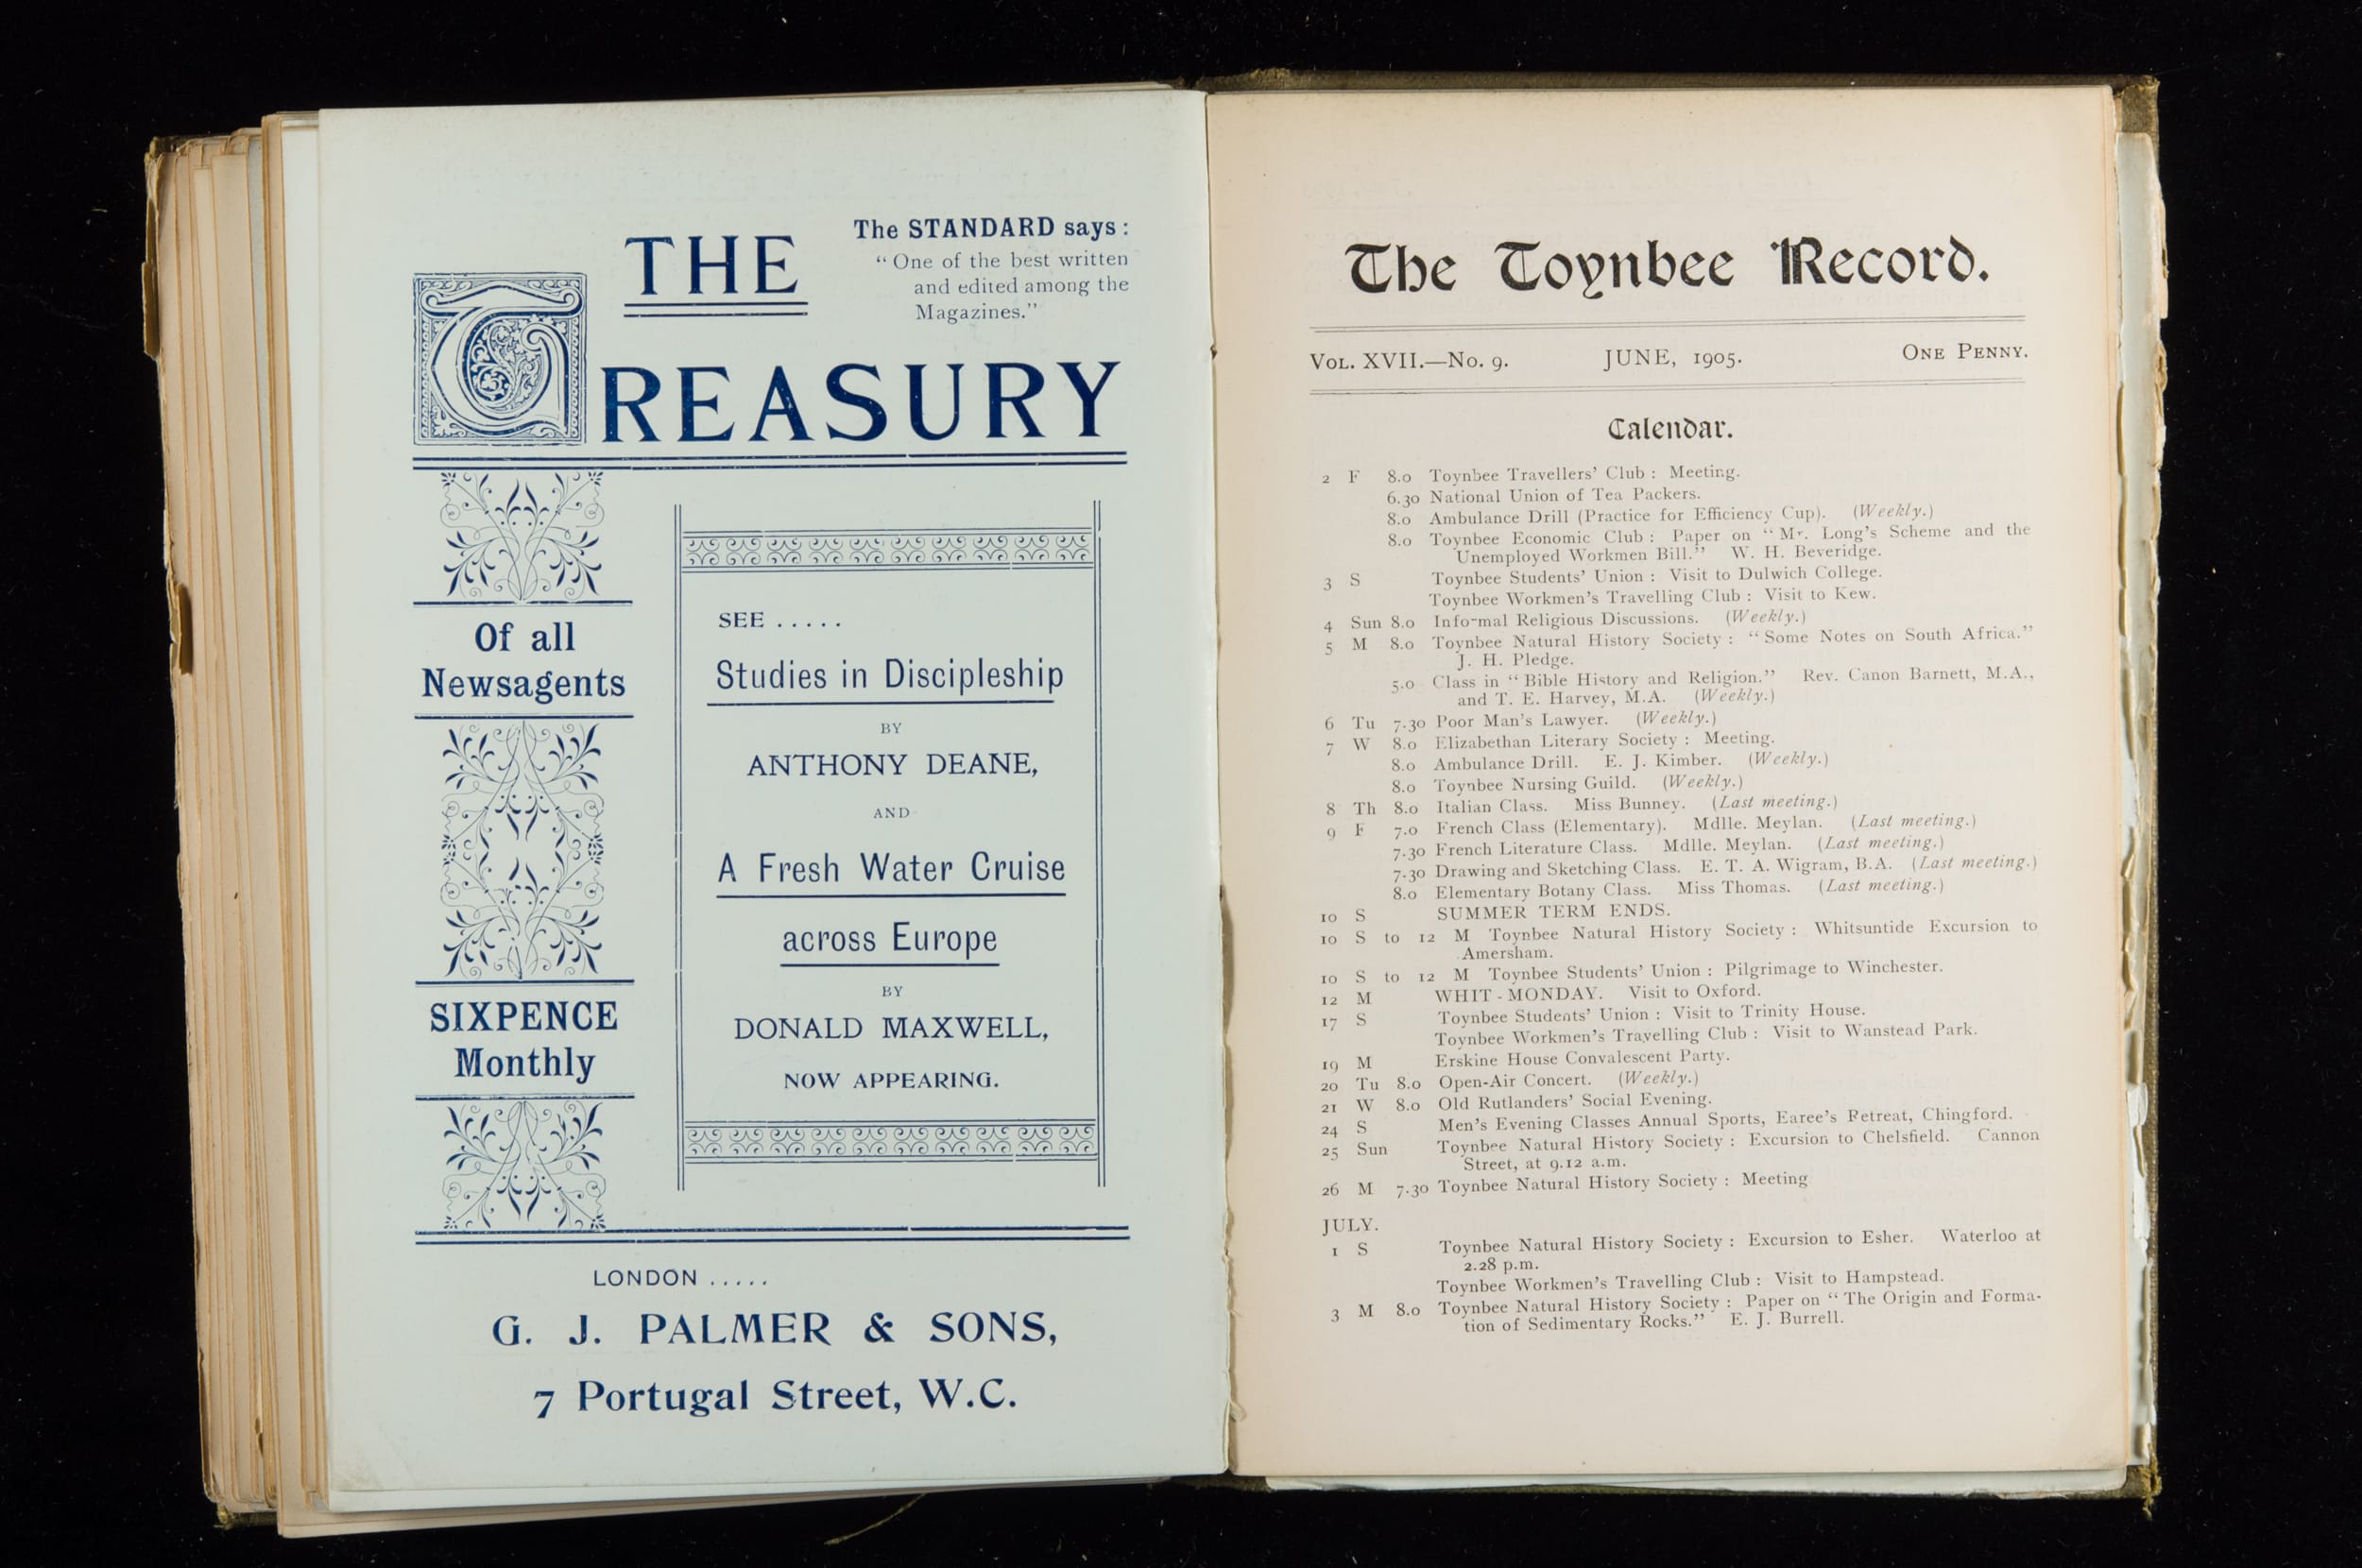 THE
The STANDARD says:
“One of the best written
and edited among the
Magazines.”
TREASURY
Of all
Newsagents
SIXPENCE
Monthly
SEE .....
Studies in Discipleship
BY
ANTHONY DEANE,
AND
A Fresh Water Cruise
across Europe
BY
DONALD MAXWELL,
NOW APPEARING.
LONDON .....
G. J. PALMER & SONS,
7 Portugal Street, W.C.
The Toynbee Record.
VOL. XVII.—No. 9. JUNE, 1905. ONE PENNY.
Calendar.
2 F 8.0 Toynbee Travellers’ Club : Meeting.
6.30 National Union of Tea Packers.
8.0 Ambulance Drill (Practice for Efficiency Cup). (Weekly.)
8.0 Toynbee Economic Club : Paper on “Mr. Long’s Scheme and the
Unemployed Workmen Bill.” W. H. Beveridge.
3 S Toynbee Students’ Union : Visit to Dulwich College.
Toynbee Workmen’s Travelling Club : Visit to Kew.
4 Sun 8.0 Informal Religious Discussions. (Weekly.)
5 M 8.0 Toynbee Natural History Society : “Some Notes on South Africa.”
J. H. Pledge.
5.0 Class in “Bible History and Religion.” Rev. Canon Barnett, M.A.,
and T. E. Harvey, M.A. (Weekly.)
6 Tu 7.30 Poor Man’s Lawyer. (Weekly.)
7 W 8.0 Elizabethan Literary Society : Meeting.
8.0 Ambulance Drill. E. J. Kimber. (Weekly.)
8.0 Toynbee Nursing Guild. (Weekly.)
8 Th 8.0 Italian Class. Miss Bunney. (Last meeting.)
9 F 7.0 French Class (Elementary). Mdlle. Meylan. (Last meeting.)
7.30 French Literature Class. Mdlle. Meylan. (Last meeting.)
7.30 Drawing and Sketching Class. E. T. A. Wigram, B.A. (Last meeting.)
8.0 Elementary Botany Class. Miss Thomas. (Last meeting.)
10 S SUMMER TERM ENDS.
10 S to 12 M Toynbee Natural History Society : Whitsuntide Excursion to
Amersham.
10 S to 12 M Toynbee Students’ Union : Pilgrimage to Winchester.
12 M WHIT-MONDAY. Visit to Oxford.
17 S Toynbee Students’ Union : Visit to Trinity House.
Toynbee Workmen’s Travelling Club : Visit to Wanstead Park.
19 M Erskine House Convalescent Party.
20 Tu 8.0 Open-Air Concert. (Weekly.)
21 W 8.0 Old Rutlanders’ Social Evening.
24 S Men’s Evening Classes Annual Sports, Earee’s Retreat, Chingford.
25 Sun Toynbee Natural History Society : Excursion to Chelsfield. Cannon
Street, at 9.12 a.m.
26 M 7.30 Toynbee Natural History Society : Meeting
JULY.
1 S Toynbee Natural History Society : Excursion to Esher. Waterloo at
2.28 p.m.
Toynbee Workmen’s Travelling Club : Visit to Hampstead.
3 M 8.0 Toynbee Natural History Society : Paper on “The Origin and Forma-
tion of Sedimentary Rocks.” E. J. Burrell.